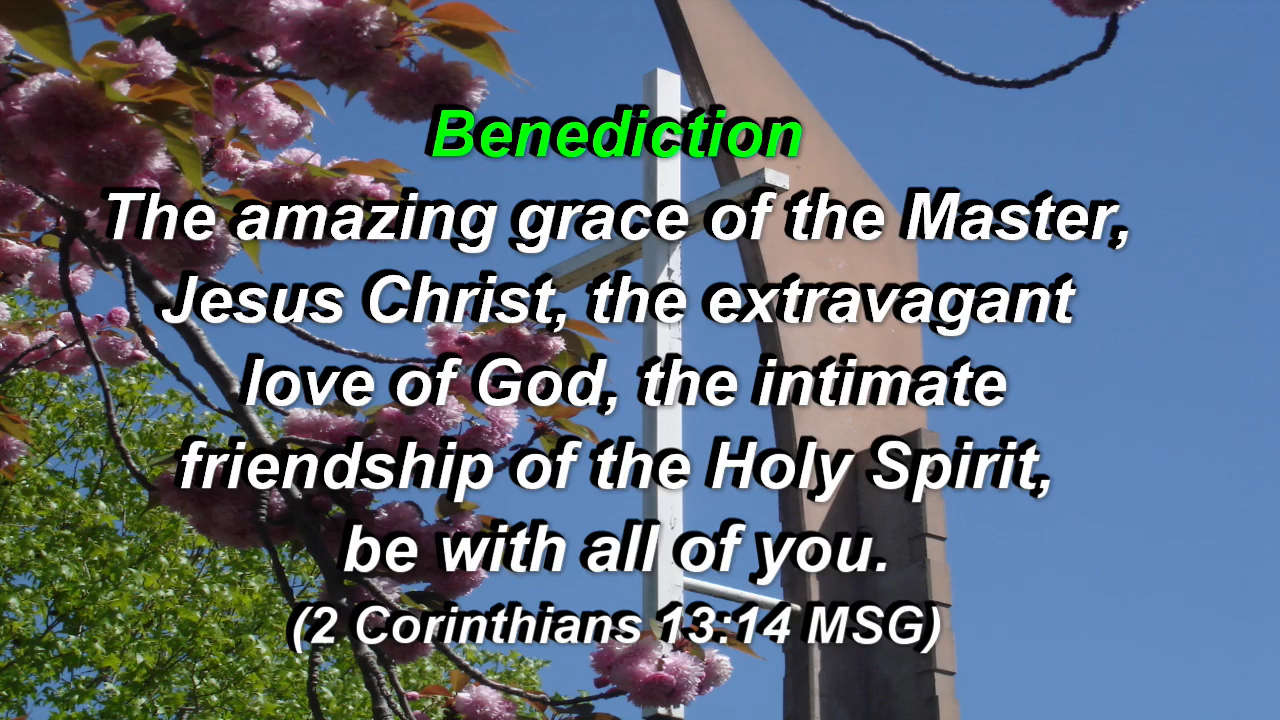 Benediction
The amazing grace of the Master,
Jesus Christ, the extravagant
love of God, the intimate
friendship of the Holy Spirit,
be with all of you.
(2 Corinthians 13:14 MSG)